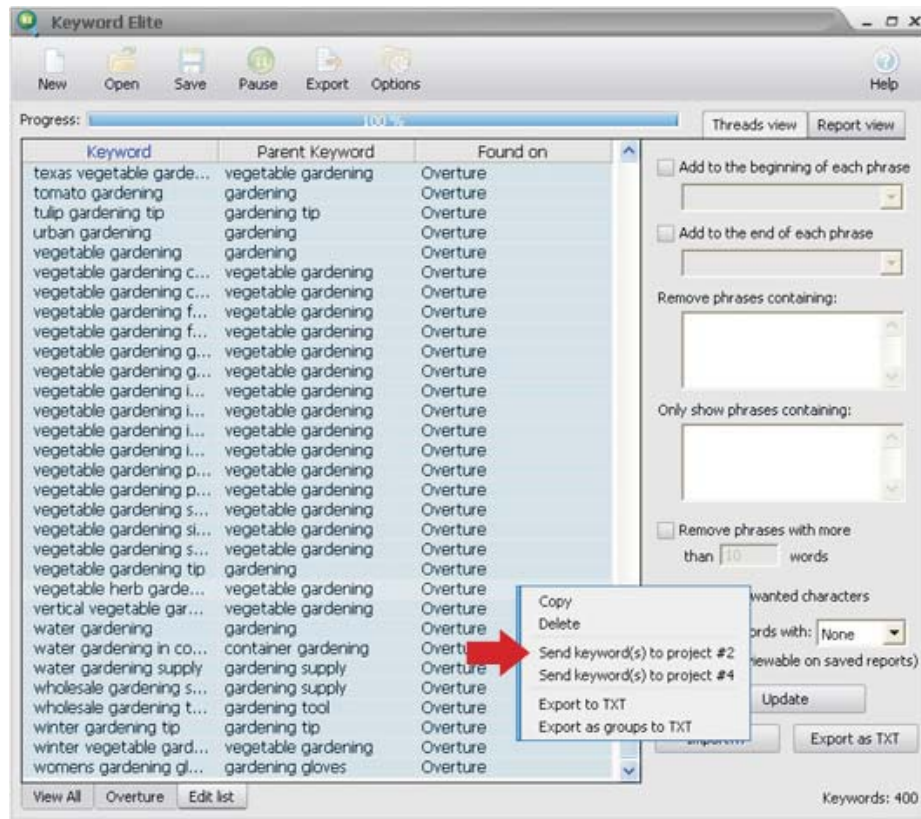 Keyword Elite
New Open Save Pause Export Options Help
Progress: 100 % Threads view Report view
Keyword Parent Keyword Found on
texas vegetable garde... vegetable gardening Overture
tomato gardening gardening Overture
tulip gardening tip gardening tip Overture
urban gardening gardening Overture
vegetable gardening gardening Overture
vegetable gardening c... vegetable gardening Overture
vegetable gardening c... vegetable gardening Overture
vegetable gardening f... vegetable gardening Overture
vegetable gardening f... vegetable gardening Overture
vegetable gardening g... vegetable gardening Overture
vegetable gardening g... vegetable gardening Overture
vegetable gardening i... vegetable gardening Overture
vegetable gardening i... vegetable gardening Overture
vegetable gardening i... vegetable gardening Overture
vegetable gardening i... vegetable gardening Overture
vegetable gardening p... vegetable gardening Overture
vegetable gardening p... vegetable gardening Overture
vegetable gardening s... vegetable gardening Overture
vegetable gardening si... vegetable gardening Overture
vegetable gardening s... vegetable gardening Overture
vegetable gardening tip gardening Overture
vegetable herb garde... vegetable gardening Overture
vertical vegetable gar... vegetable gardening Overture
water gardening gardening Overture
water gardening in co... container gardening
water gardening supply gardening supply Overture
wholesale gardening s... gardening supply Overture
wholesale gardening t... gardening tool Overture
winter gardening tip gardening tip Overture
winter vegetable gard... vegetable gardening Overture
womens gardening gl... gardening gloves Overture
Add to the beginning of each phrase
Add to the end of each phrase
Remove phrases containing:
Only show phrases containing:
Remove phrases with more
than 10 words
wanted characters
ords with: None
iewable on saved reports)
Update
Export as TXT
Copy
Delete
Send keyword(s) to project #2
Send keyword(s) to project #4
Export to TXT
Export as groups to TXT
View All Overture Edit list Keywords: 400